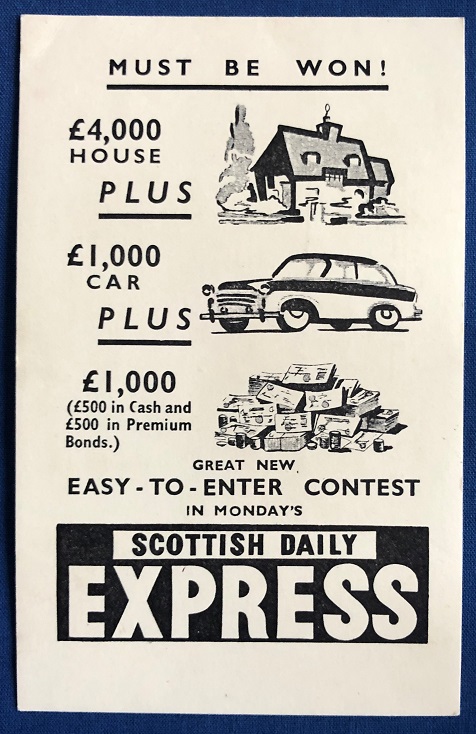 MUST BE WON!
£4,000
HOUSE
PLUS
£1,000
CAR
PLUS
£1,000
(£500 in Cash and
£500 in Premium
Bonds.)
GREAT NEW
EASY-TO-ENTER CONTEST
IN MONDAY'S
SCOTTISH DAILY
EXPRESS